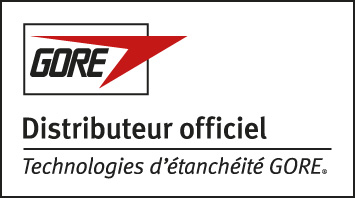 GORE
Distributeur officiel
Technologies d'étanchéité GORE®